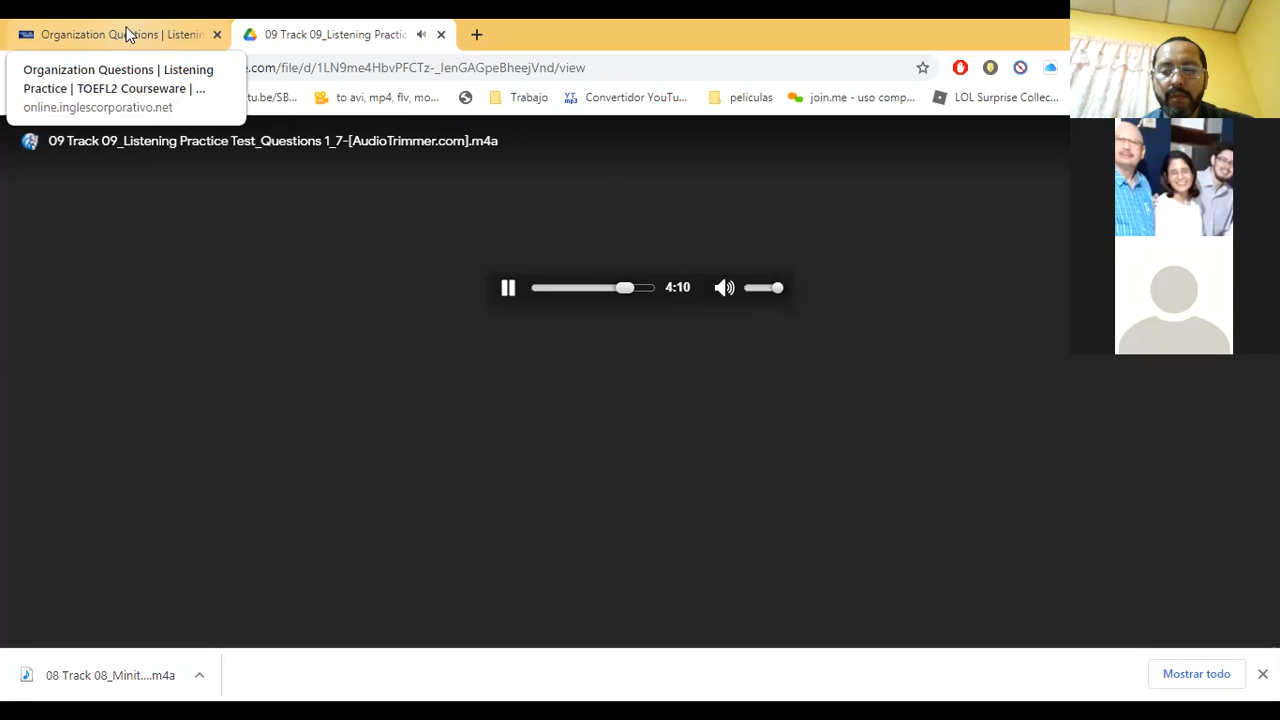 Organization Questions | Listenin
09 Track 09_Listening Practic
Organization Questions | Listening
Practice | TOEFL2 Courseware | ...
online.inglescorporativo.net
e.com/file/d/1LN9me4HbvPFCTz-_lenGAGpeBheejVnd/view
tu.be/SB...
to avi, mp4, flv, mo...
Trabajo
Convertidor YouTu...
peliculas
join.me - uso comp...
LOL Surprise Collec...
09 Track 09_Listening Practice Test_Questions 1_7-[AudioTrimmer.com].m4a
4:10
08 Track 08_Minit....m4a
Mostrar todo